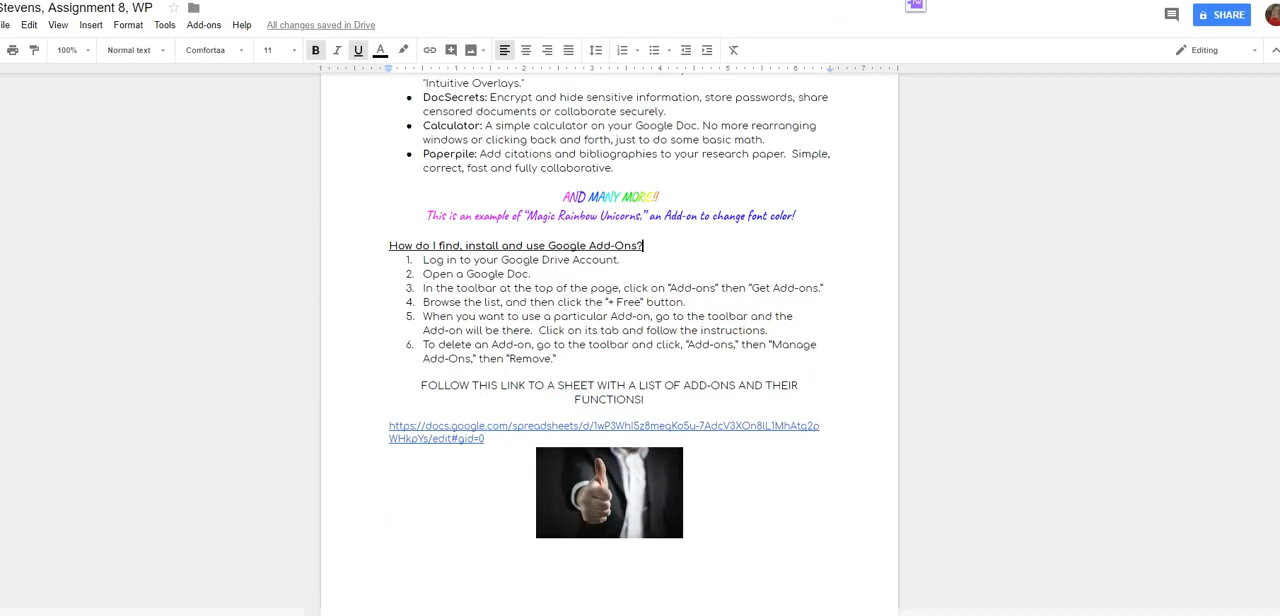 Stevens, Assignment 8, WP
File Edit View Insert Format Tools Add-ons Help All changes saved in Drive
SHARE
100% Normal text Comfortaa 11 B I U A Editing
1 1 2 3 4 5 6 7
"Intuitive Overlays."
● DocSecrets: Encrypt and hide sensitive information, store passwords, share
censored documents or collaborate securely.
● Calculator: A simple calculator on your Google Doc. No more rearranging
windows or clicking back and forth, just to do some basic math.
● Paperpile: Add citations and bibliographies to your research paper. Simple,
correct, fast and fully collaborative.
AND MANY MORE!!
This is an example of “Magic Rainbow Unicorns,” an Add-on to change font color!
How do I find, install and use Google Add-Ons?
1. Log in to your Google Drive Account.
2. Open a Google Doc.
3. In the toolbar at the top of the page, click on “Add-ons” then “Get Add-ons.”
4. Browse the list, and then click the “+ Free” button.
5. When you want to use a particular Add-on, go to the toolbar and the
Add-on will be there. Click on its tab and follow the instructions.
6. To delete an Add-on, go to the toolbar and click, “Add-ons,” then “Manage
Add-Ons,” then “Remove.”
FOLLOW THIS LINK TO A SHEET WITH A LIST OF ADD-ONS AND THEIR
FUNCTIONS!
https://docs.google.com/spreadsheets/d/1wP3WhI5z8meqKo5u-7AdcV3XOn8lL1MhAtq2p
WHkpYs/edit#gid=0